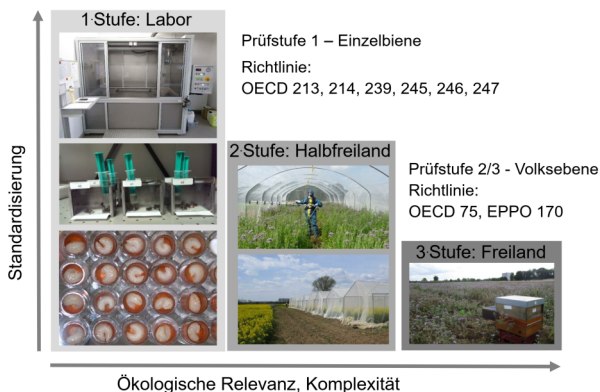 1.Stufe: Labor
Prüfstufe 1 – Einzelbiene
Richtlinie:
OECD 213, 214, 239, 245, 246, 247
2.Stufe: Halbfreiland
Prüfstufe 2/3 - Volksebene
Richtlinie:
OECD 75, EPPO 170
3.Stufe: Freiland
Standardisierung
Ökologische Relevanz, Komplexität